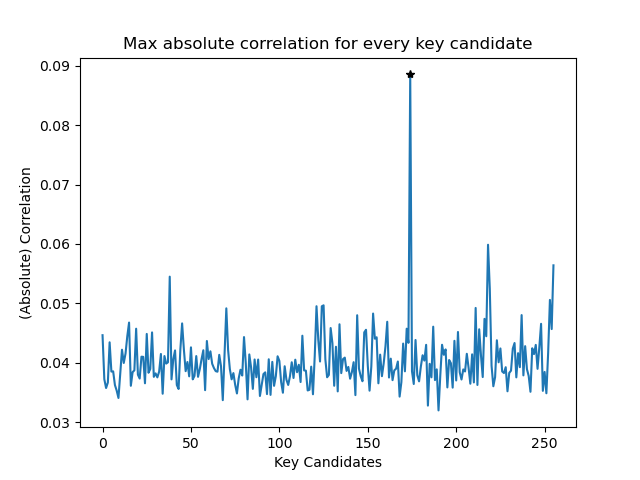 Max absolute correlation for every key candidate
0.09
0.08
0.07
0.06
0.05
0.04
0.03
(Absolute) Correlation
0 50 100 150 200 250
Key Candidates